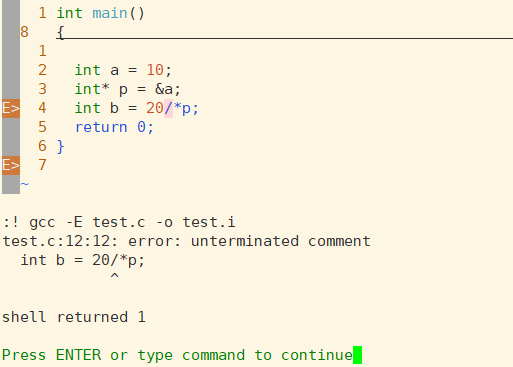 1 int main()
8 {
1
2 int a = 10;
3 int* p = &a;
E> 4 int b = 20/*p;
5 return 0;
6 }
E> 7
~
:! gcc -E test.c -o test.i
test.c:12:12: error: unterminated comment
int b = 20/*p;
^
shell returned 1
Press ENTER or type command to continue